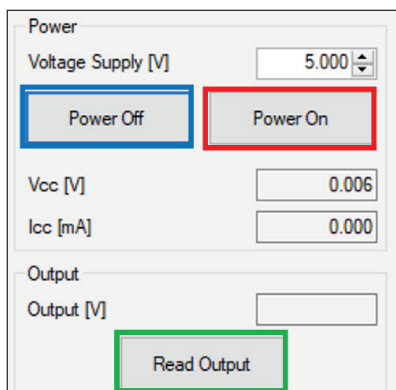 Power
Voltage Supply [V] 5.000
Power Off Power On
Vcc [V] 0.006
Icc [mA] 0.000
Output
Output [V]
Read Output